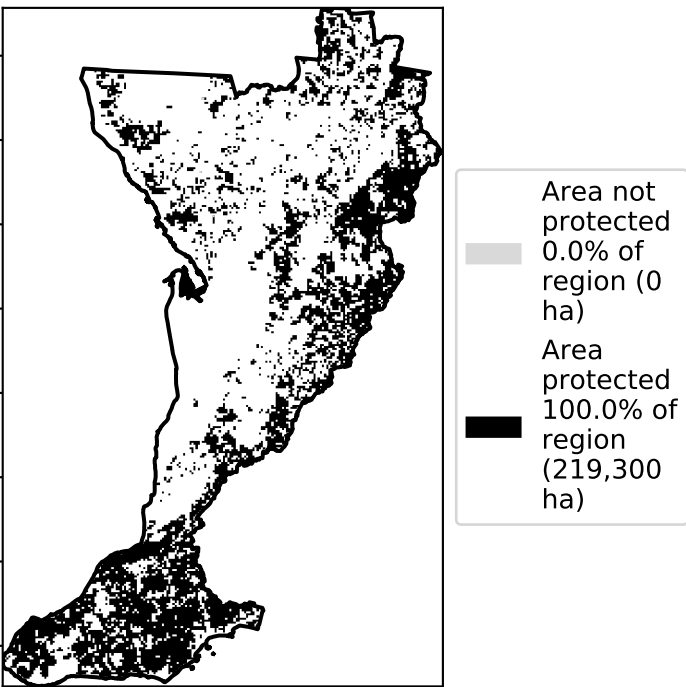 Area not
protected
0.0% of
region (0
ha)
Area
protected
100.0% of
region
(219,300
ha)